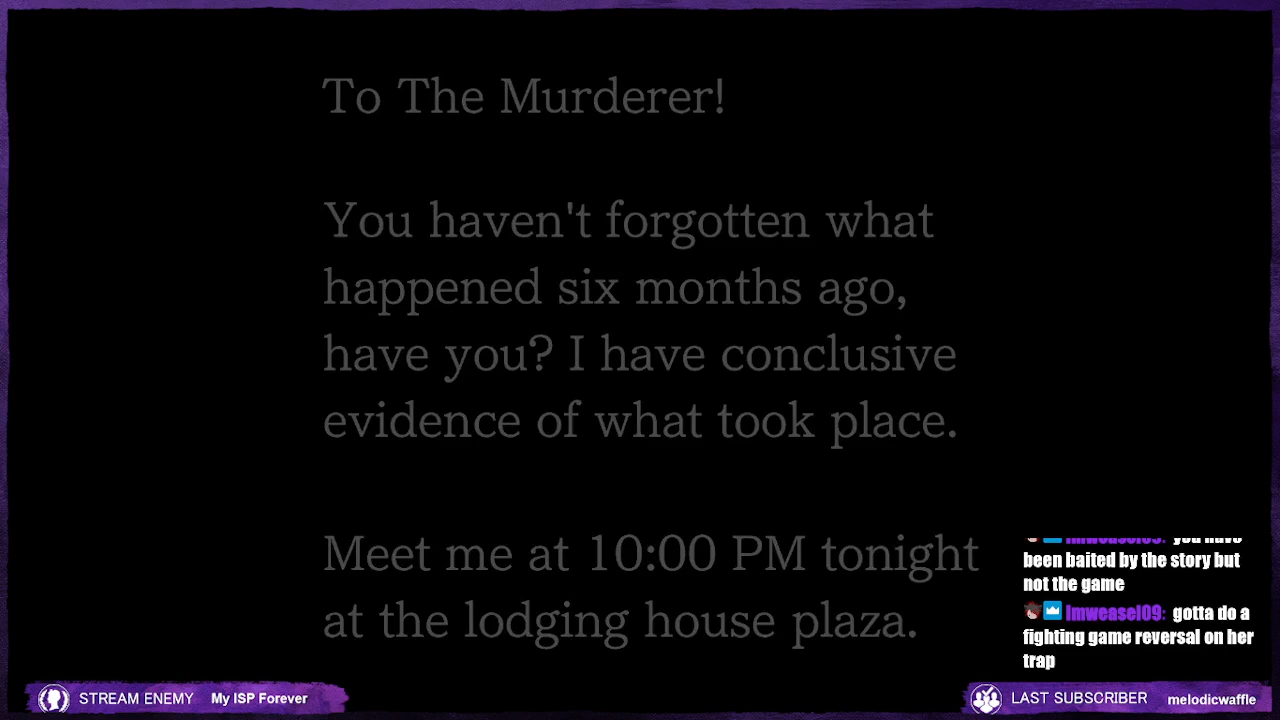 To The Murderer!
You haven't forgotten what
happened six months ago,
have you? I have conclusive
evidence of what took place.
Meet me at 10:00 PM tonight
at the lodging house plaza.
lmweasel09: you have
been baited by the story but
not the game
lmweasel09: gotta do a
fighting game reversal on her
trap
STREAM ENEMY My ISP Forever
LAST SUBSCRIBER melodicwaffle